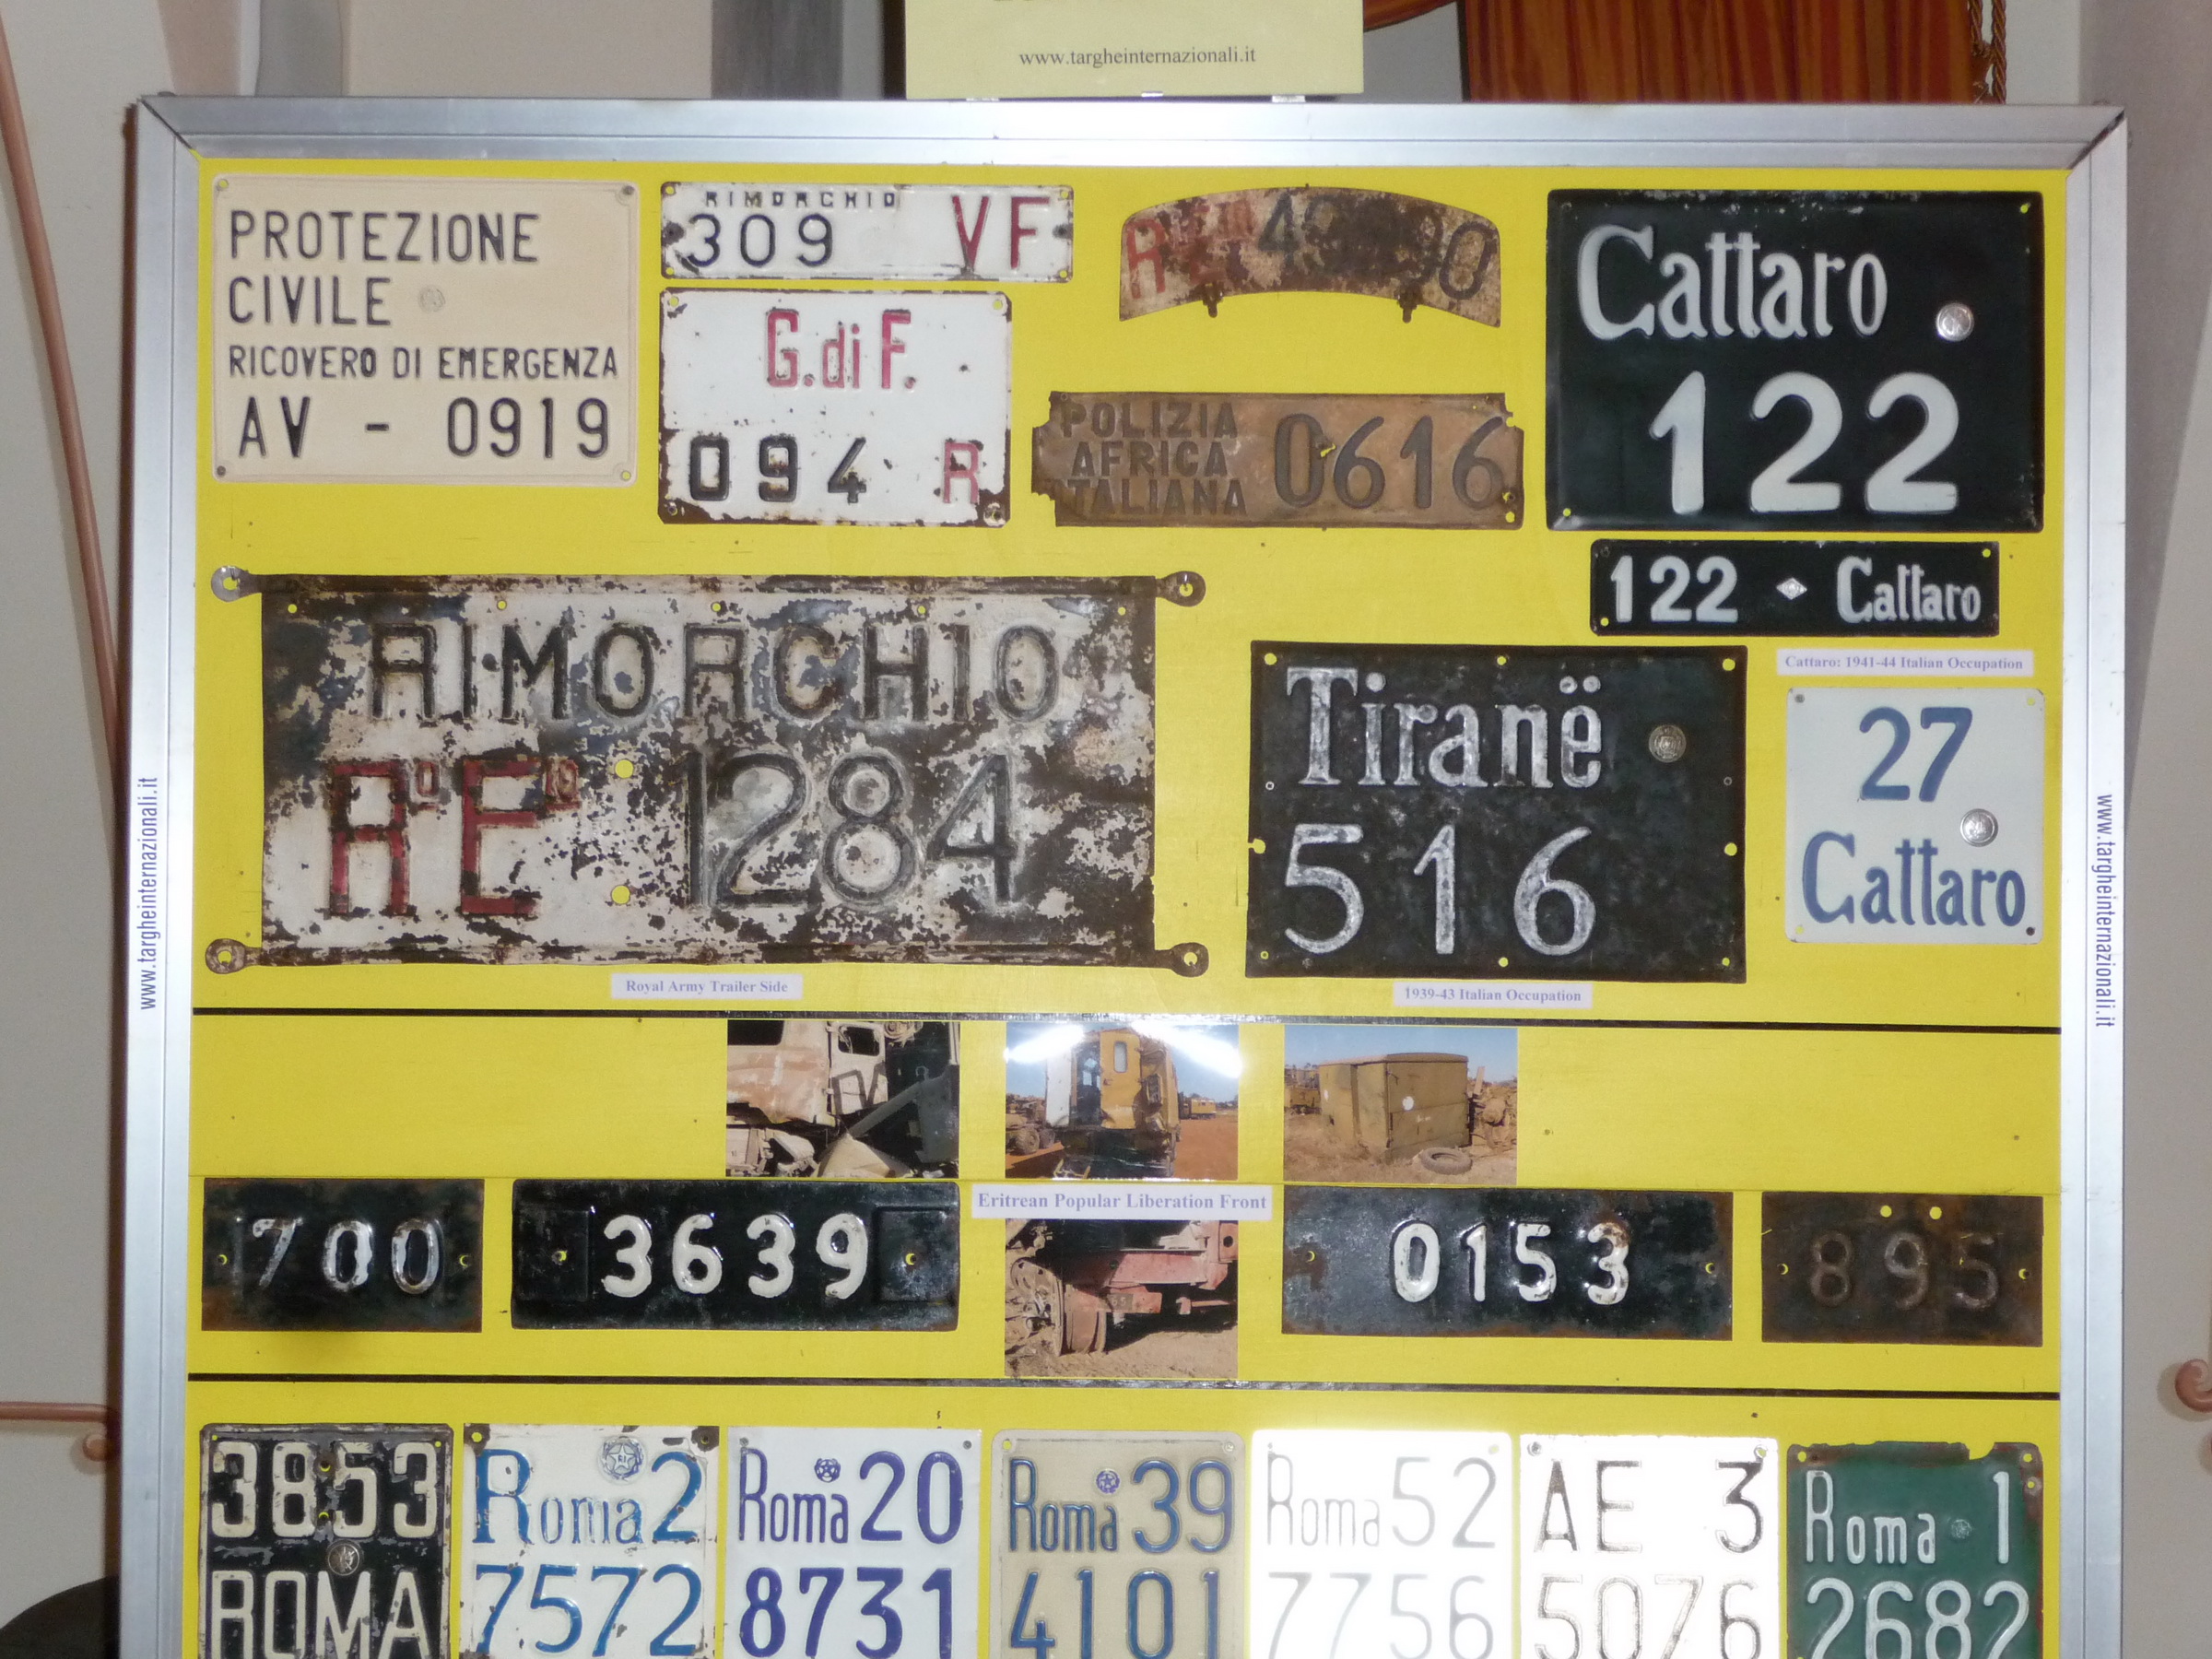 www.targheinternazionali.it
PROTEZIONE
CIVILE
RICOVERO DI EMERGENZA
AV - 0919
RIMORCHIO
309 VF
G.diF.
094 R
POLIZIA
AFRICA
ITALIANA
0616
Cattaro
122
122 Cattaro
Cattaro: 1941-44 Italian Occupation
RIMORCHIO
Rº Eto 1284
Royal Army Trailer Side
Tiranë
516
1939-43 Italian Occupation
27
Cattaro
www.targheinternazionali.it
www.targheinternazionali.it
Eritrean Popular Liberation Front
700
3639
0153
895
3853
ROMA
Roma 2
7572
Roma 20
8731
Roma 39
4101
Roma 52
7756
AE 3
5076
Roma 1
2682